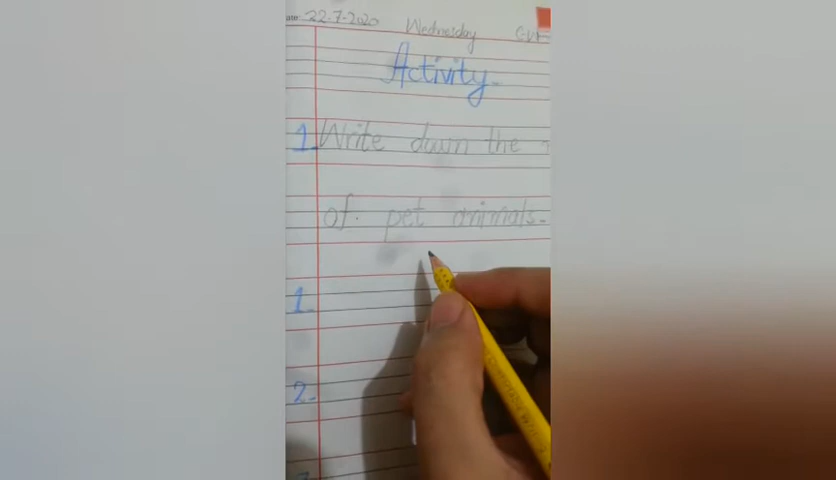 22-7-2020 Wednesday
Activity
1. Write down the
of pet animals.
1.
2.